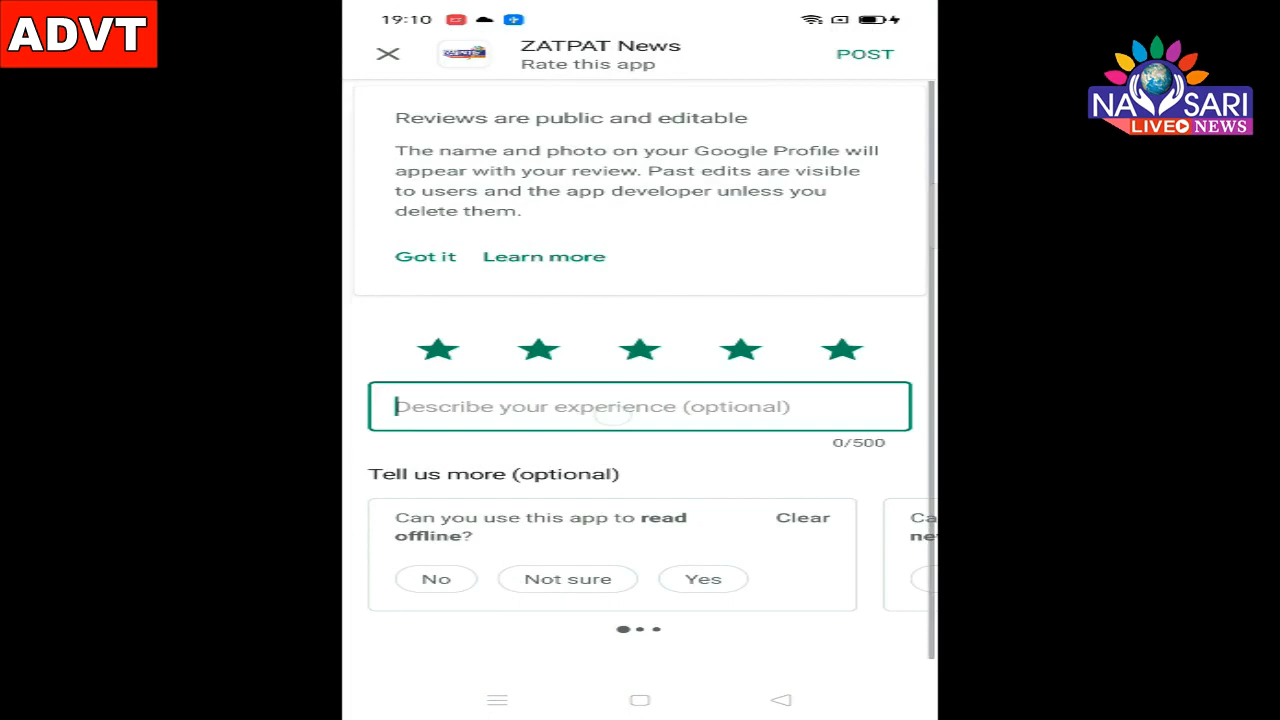 ADVT
19:10
ZATPAT News
Rate this app
POST
NAVSARI
LIVE NEWS
Reviews are public and editable
The name and photo on your Google Profile will
appear with your review. Past edits are visible
to users and the app developer unless you
delete them.
Got it Learn more
Describe your experience (optional)
0/500
Tell us more (optional)
Can you use this app to read
offline?
Clear
No Not sure Yes
Ca
ne